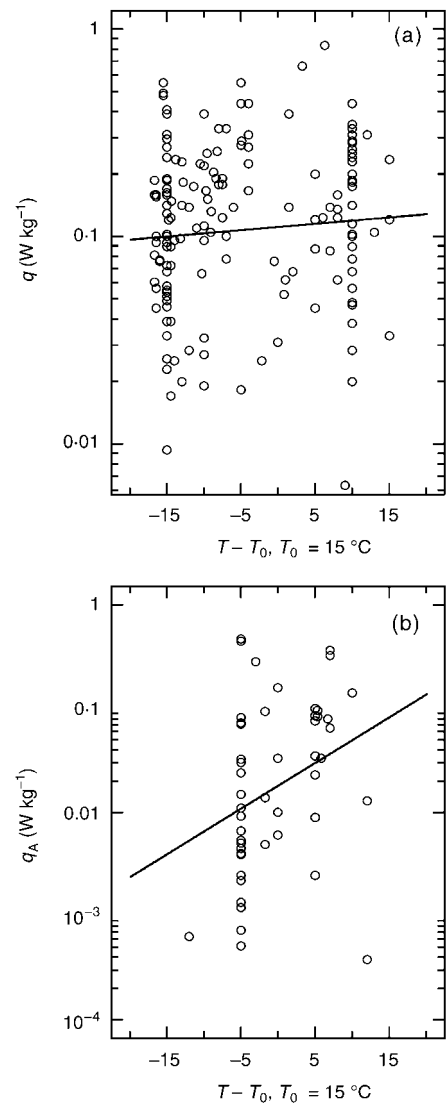 (a)
1
0.1
0·01
q (W kg⁻¹)
−15 −5 5 15
T − T₀, T₀ = 15 °C
(b)
1
0.1
0.01
10⁻³
10⁻⁴
q_A (W kg⁻¹)
−15 −5 5 15
T − T₀, T₀ = 15 °C